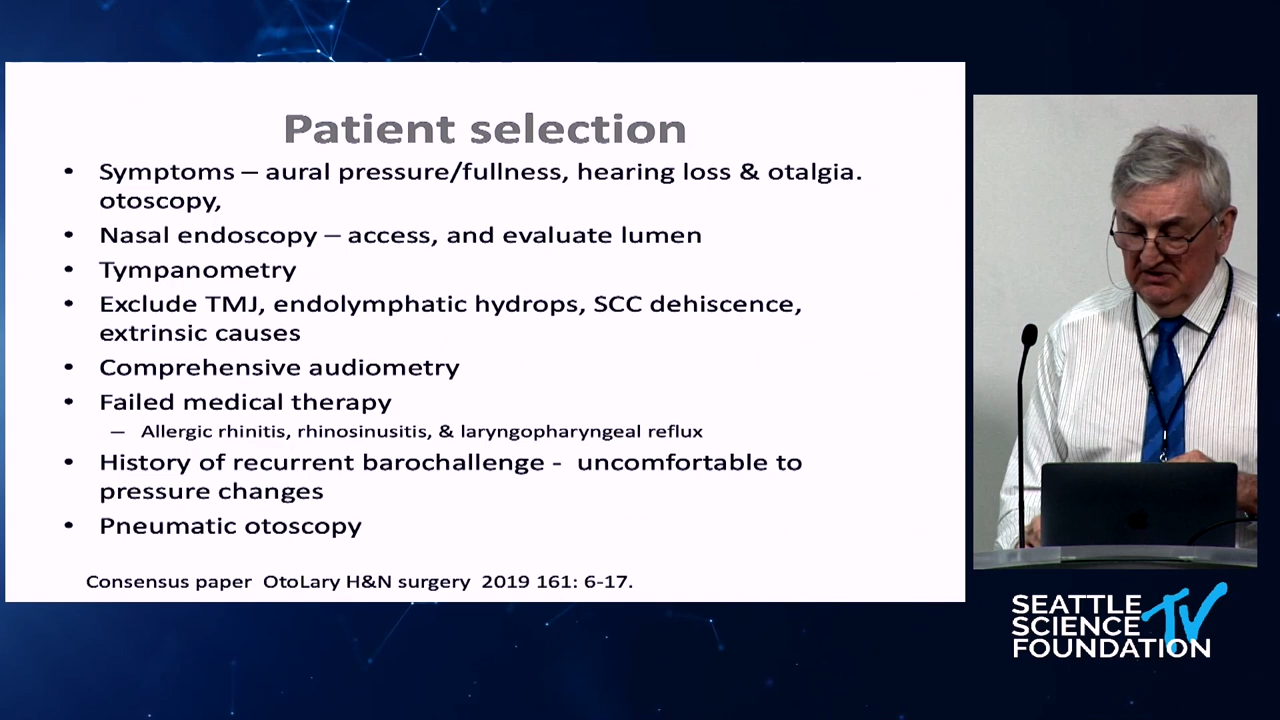 Patient selection
• Symptoms – aural pressure/fullness, hearing loss & otalgia.
otoscopy,
• Nasal endoscopy – access, and evaluate lumen
• Tympanometry
• Exclude TMJ, endolymphatic hydrops, SCC dehiscence,
extrinsic causes
• Comprehensive audiometry
• Failed medical therapy
– Allergic rhinitis, rhinosinusitis, & laryngopharyngeal reflux
• History of recurrent barochallenge - uncomfortable to
pressure changes
• Pneumatic otoscopy
Consensus paper OtoLary H&N surgery 2019 161: 6-17.
SEATTLE
SCIENCE TV
FOUNDATION